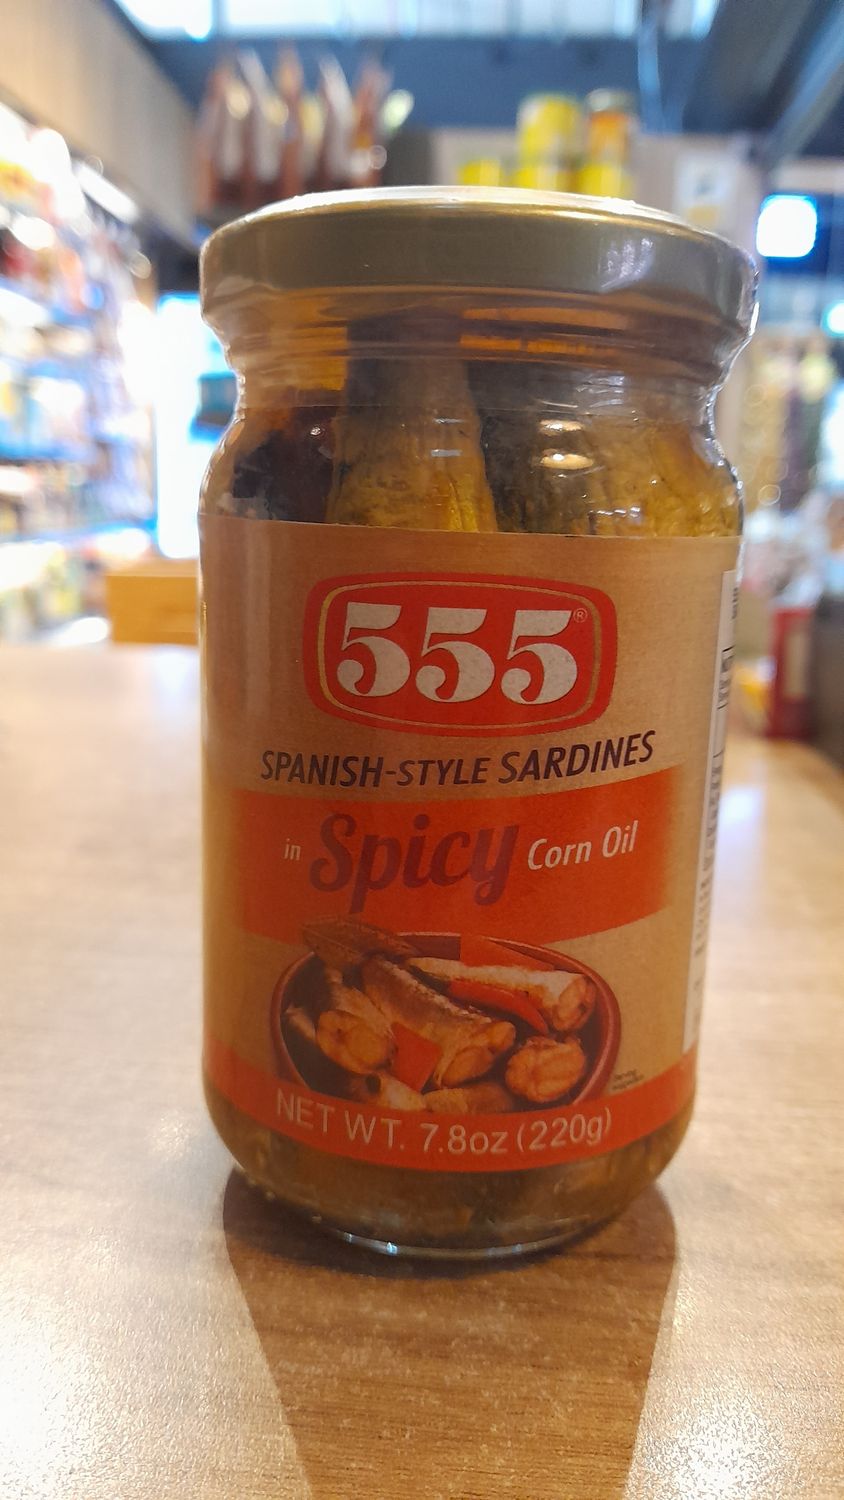 555®
SPANISH-STYLE SARDINES
in Spicy Corn Oil
NET WT. 7.8oz (220g)